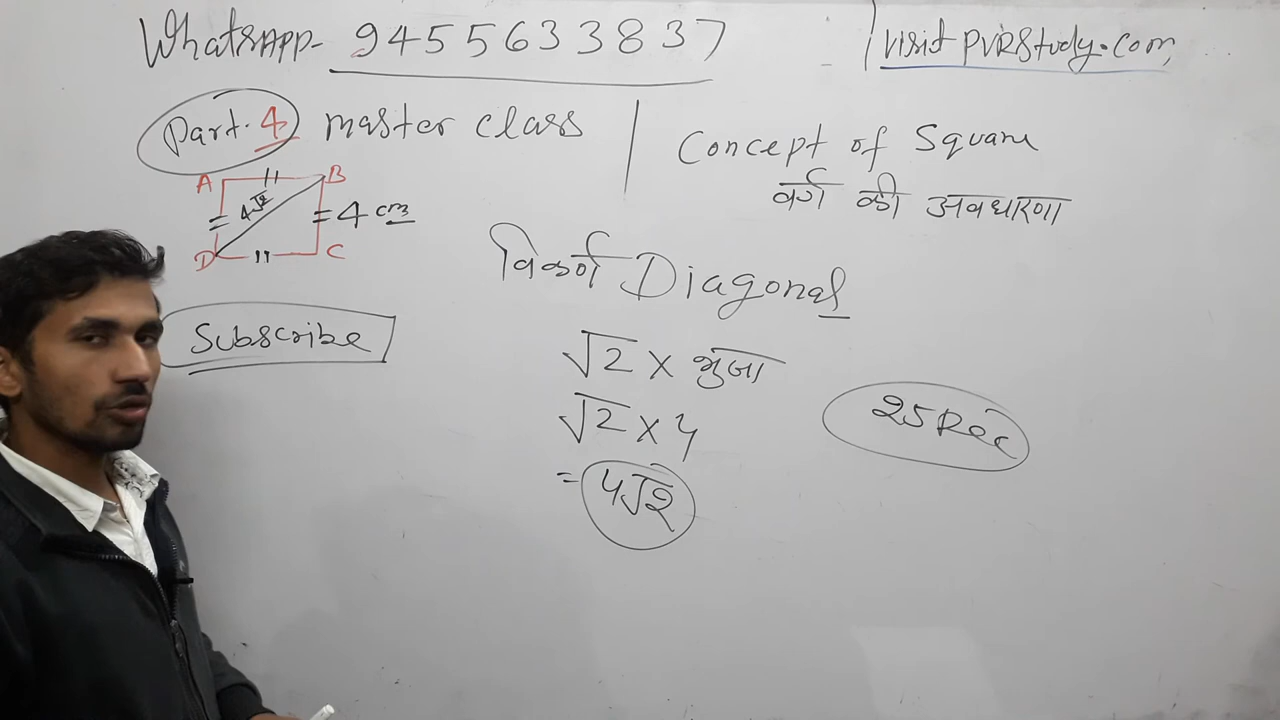 WhatsAPP- 9455633837
visit PVRStudy.com
Part-4 master class
Concept of Square
वर्ग की अवधारणा
A B
4√2 4 cm
D C
विकर्ण Diagonal
Subscribe
√2 × भुजा
√2 × 4
= 4√2
25 Rec